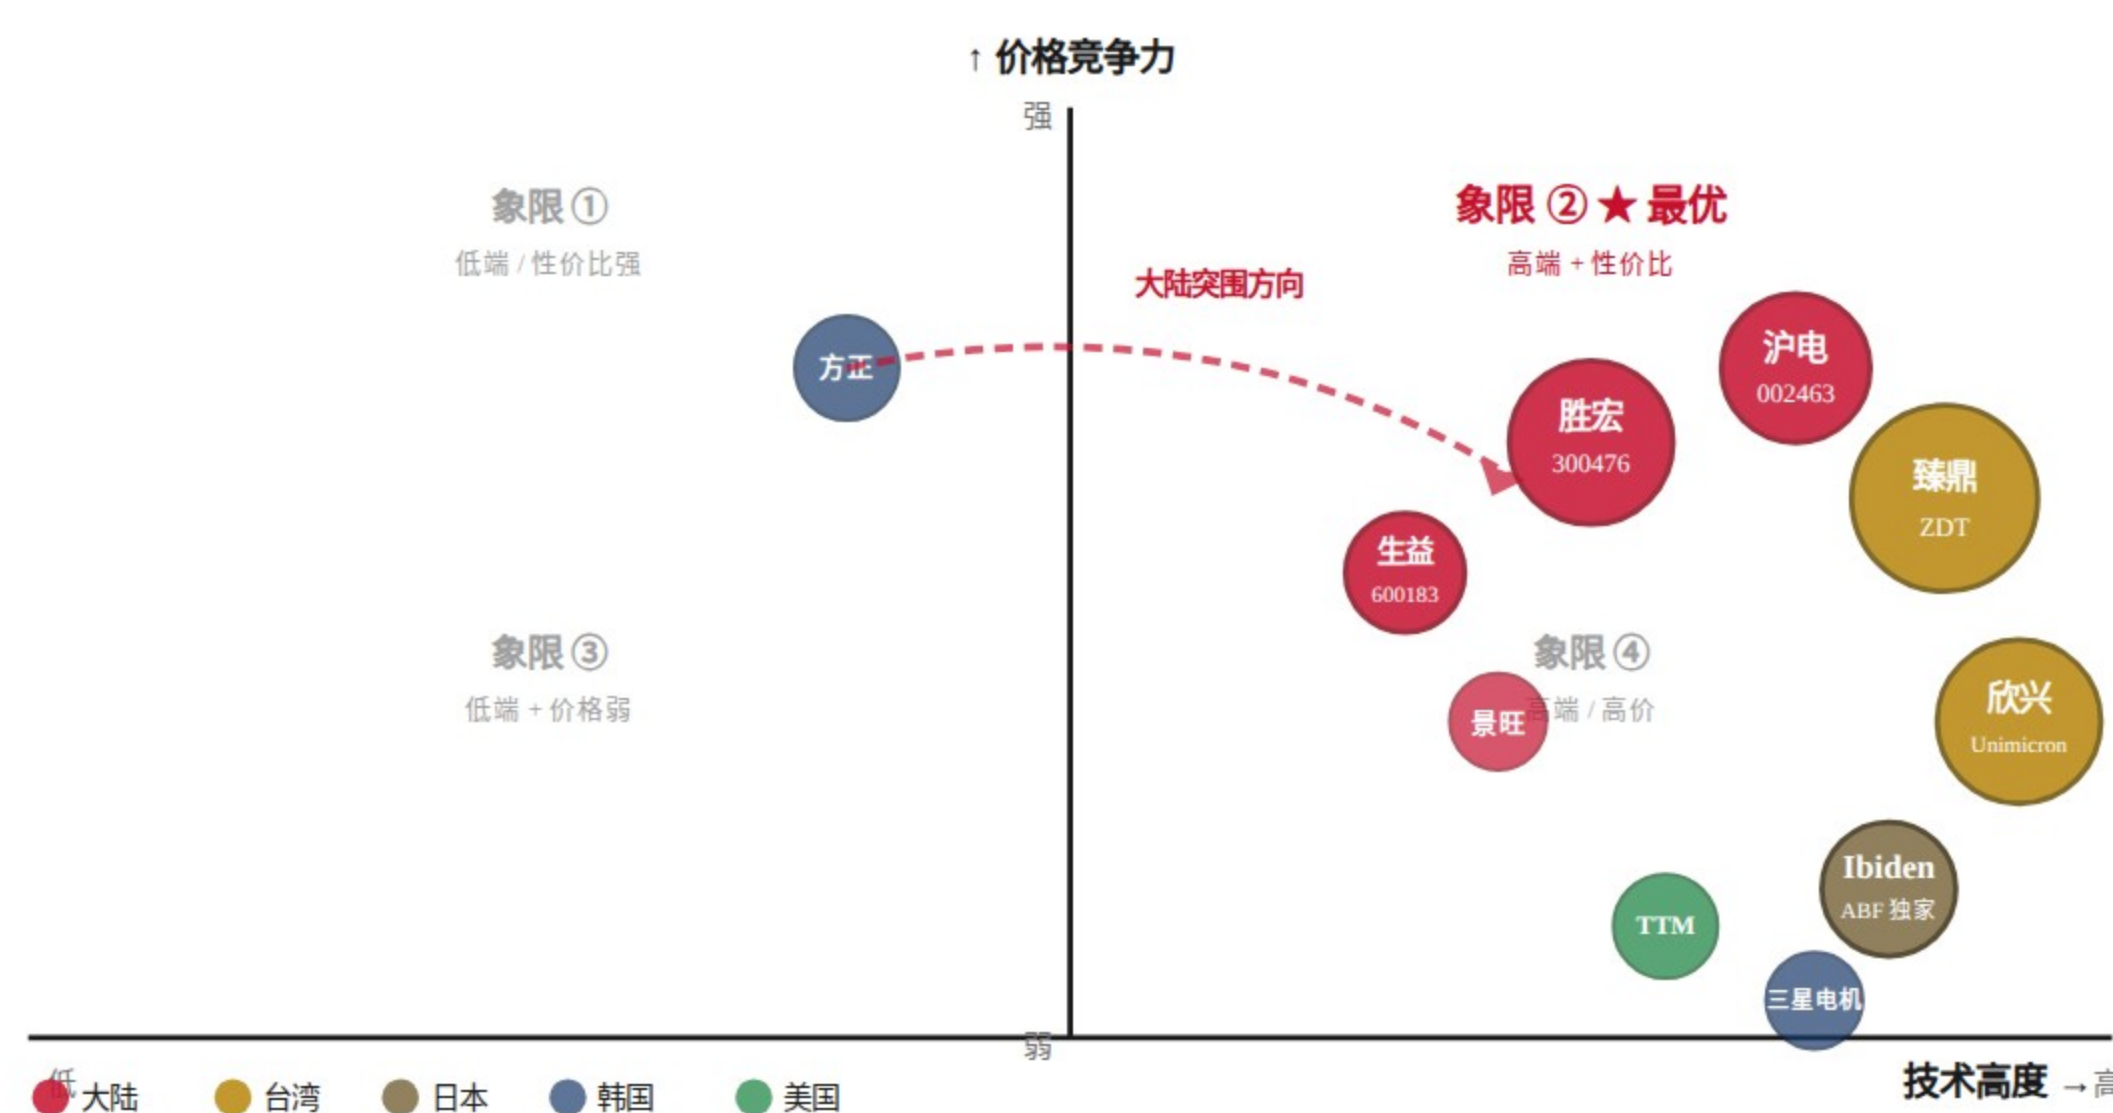 ↑ 价格竞争力
强
象限 ①
低端 / 性价比强
象限 ② ★ 最优
高端 + 性价比
大陆突围方向
方正
沪电
002463
胜宏
300476
臻鼎
ZDT
生益
600183
象限 ③
低端 + 价格弱
象限 ④
高端 / 高价
景旺
欣兴
Unimicron
Ibiden
ABF 独家
TTM
三星电机
弱
低
技术高度 → 高
大陆
台湾
日本
韩国
美国